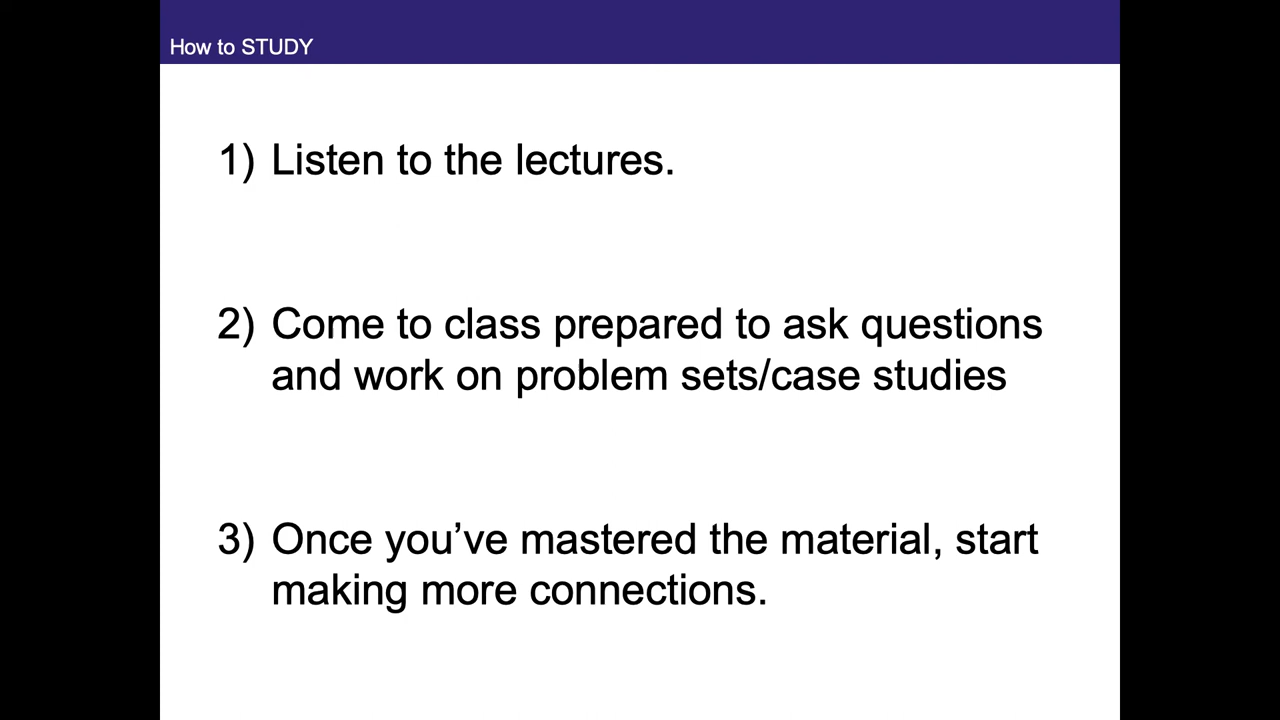 How to STUDY
1) Listen to the lectures.
2) Come to class prepared to ask questions
and work on problem sets/case studies
3) Once you’ve mastered the material, start
making more connections.